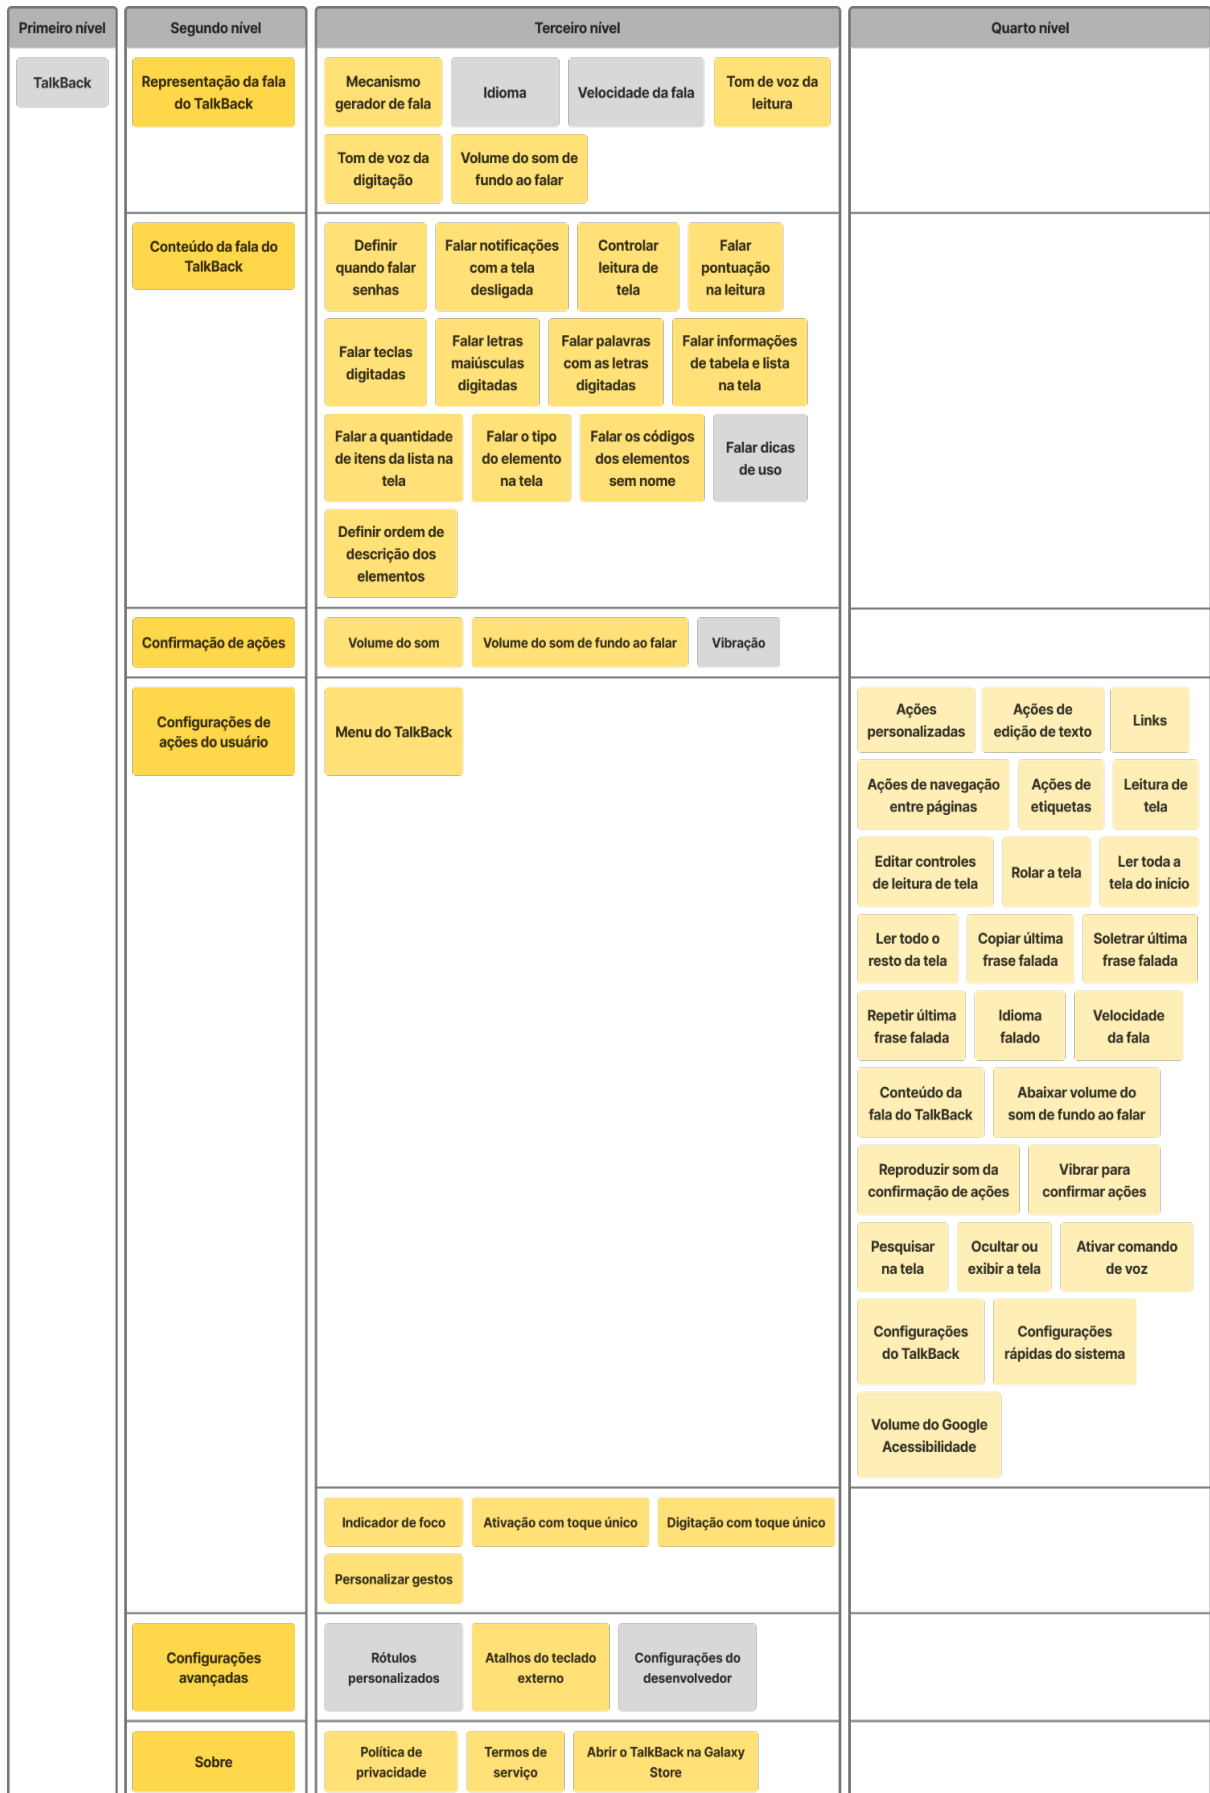 Primeiro nível
Segundo nível
Terceiro nível
Quarto nível
TalkBack
Representação da fala
do TalkBack
Mecanismo
gerador de fala
Idioma
Velocidade da fala
Tom de voz da
leitura
Tom de voz da
digitação
Volume do som de
fundo ao falar
Conteúdo da fala do
TalkBack
Definir
quando falar
senhas
Falar notificações
com a tela
desligada
Controlar
leitura de
tela
Falar
pontuação
na leitura
Falar teclas
digitadas
Falar letras
maiúsculas
digitadas
Falar palavras
com as letras
digitadas
Falar informações
de tabela e lista
na tela
Falar a quantidade
de itens da lista na
tela
Falar o tipo
do elemento
na tela
Falar os códigos
dos elementos
sem nome
Falar dicas
de uso
Definir ordem de
descrição dos
elementos
Confirmação de ações
Volume do som
Volume do som de fundo ao falar
Vibração
Configurações de
ações do usuário
Menu do TalkBack
Ações
personalizadas
Ações de
edição de texto
Links
Ações de navegação
entre páginas
Ações de
etiquetas
Leitura de
tela
Editar controles
de leitura de tela
Rolar a tela
Ler toda a
tela do início
Ler todo o
resto da tela
Copiar última
frase falada
Soletrar última
frase falada
Repetir última
frase falada
Idioma
falado
Velocidade
da fala
Conteúdo da
fala do TalkBack
Abaixar volume do
som de fundo ao falar
Reproduzir som da
confirmação de ações
Vibrar para
confirmar ações
Pesquisar
na tela
Ocultar ou
exibir a tela
Ativar comando
de voz
Configurações
do TalkBack
Configurações
rápidas do sistema
Volume do Google
Acessibilidade
Indicador de foco
Ativação com toque único
Digitação com toque único
Personalizar gestos
Configurações
avançadas
Rótulos
personalizados
Atalhos do teclado
externo
Configurações do
desenvolvedor
Sobre
Política de
privacidade
Termos de
serviço
Abrir o TalkBack na Galaxy
Store